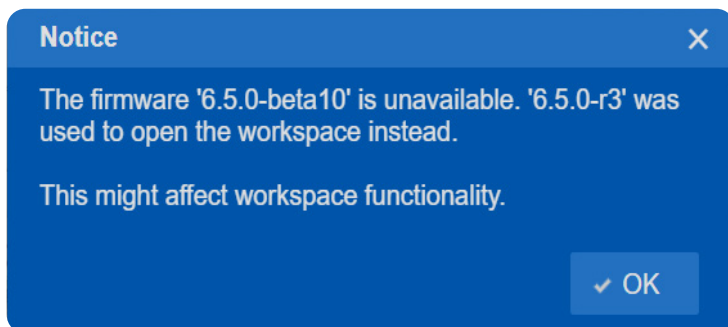 Notice
The firmware '6.5.0-beta10' is unavailable. '6.5.0-r3' was
used to open the workspace instead.
This might affect workspace functionality.
OK